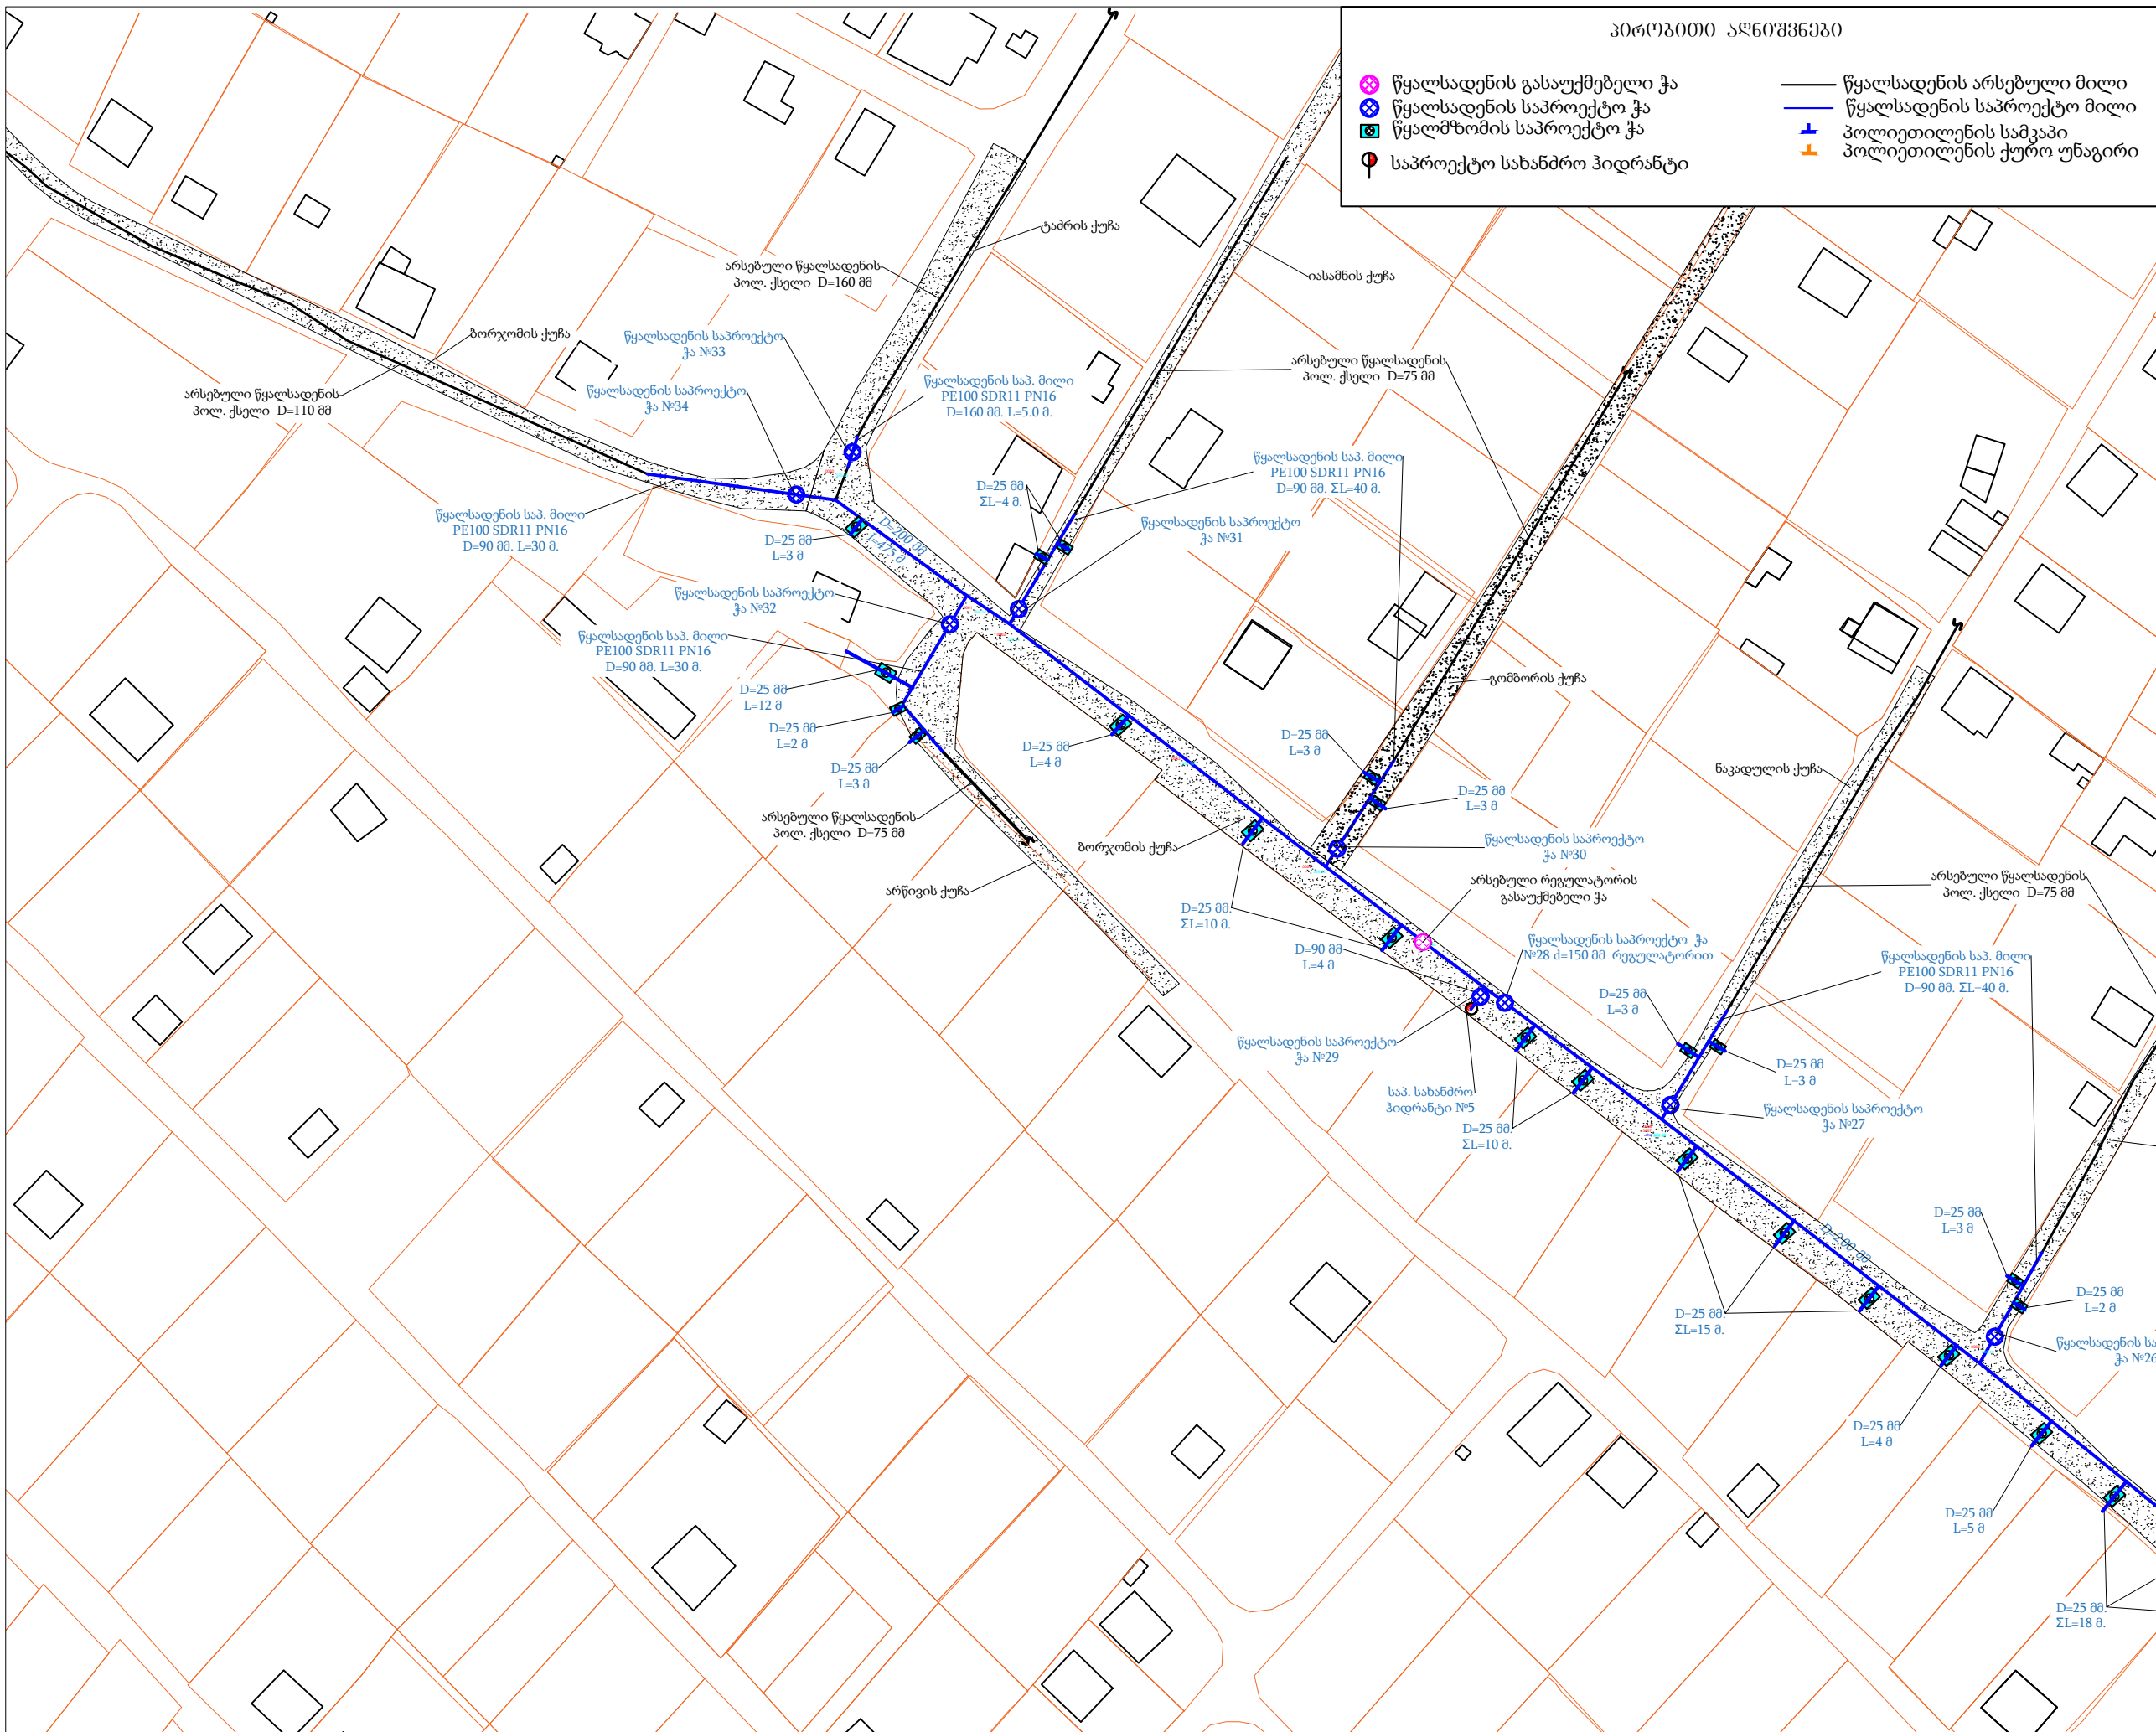 პირობითი აღნიშვნები
წყალსადენის გასაუქმებელი ჭა
წყალსადენის საპროექტო ჭა
წყალმზომის საპროექტო ჭა
საპროექტო სახანძრო ჰიდრანტი
წყალსადენის არსებული მილი
წყალსადენის საპროექტო მილი
პოლიეთილენის სამკაპი
პოლიეთილენის ქურო უნაგირი
ტაძრის ქუჩა
არსებული წყალსადენის
პოლ. ქსელი D=160 მმ
იასამნის ქუჩა
ბორჯომის ქუჩა
წყალსადენის საპროექტო
ჭა №33
არსებული წყალსადენის
პოლ. ქსელი D=75 მმ
წყალსადენის საპ. მილი
PE100 SDR11 PN16
D=160 მმ. L=5.0 მ.
არსებული წყალსადენის
პოლ. ქსელი D=110 მმ
წყალსადენის საპროექტო
ჭა №34
წყალსადენის საპ. მილი
PE100 SDR11 PN16
D=90 მმ. ΣL=40 მ.
D=25 მმ
ΣL=4 მ.
წყალსადენის საპ. მილი
PE100 SDR11 PN16
D=90 მმ. L=30 მ.
D=25 მმ
L=3 მ
D=200 მმ
L=475 მ
წყალსადენის საპროექტო
ჭა №31
წყალსადენის საპროექტო
ჭა №32
წყალსადენის საპ. მილი
PE100 SDR11 PN16
D=90 მმ. L=30 მ.
D=25 მმ
L=12 მ
D=25 მმ
L=2 მ
D=25 მმ
L=3 მ
D=25 მმ
L=4 მ
გომბორის ქუჩა
D=25 მმ
L=3 მ
D=25 მმ
L=3 მ
ნაკადულის ქუჩა
არსებული წყალსადენის
პოლ. ქსელი D=75 მმ
ბორჯომის ქუჩა
წყალსადენის საპროექტო
ჭა №30
არწივის ქუჩა
არსებული რეგულატორის
გასაუქმებელი ჭა
არსებული წყალსადენის
პოლ. ქსელი D=75 მმ
D=25 მმ.
ΣL=10 მ.
D=90 მმ
L=4 მ
წყალსადენის საპროექტო ჭა
№28 d=150 მმ რეგულატორით
წყალსადენის საპ. მილი
PE100 SDR11 PN16
D=90 მმ. ΣL=40 მ.
D=25 მმ
L=3 მ
წყალსადენის საპროექტო
ჭა №29
D=25 მმ
L=3 მ
საპ. სახანძრო
ჰიდრანტი №5
D=25 მმ.
ΣL=10 მ.
წყალსადენის საპროექტო
ჭა №27
D=25 მმ
L=3 მ
D=200 მმ
D=25 მმ
L=2 მ
D=25 მმ.
ΣL=15 მ.
წყალსადენის სა
ჭა №26
D=25 მმ
L=4 მ
D=25 მმ
L=5 მ
D=25 მმ.
ΣL=18 მ.